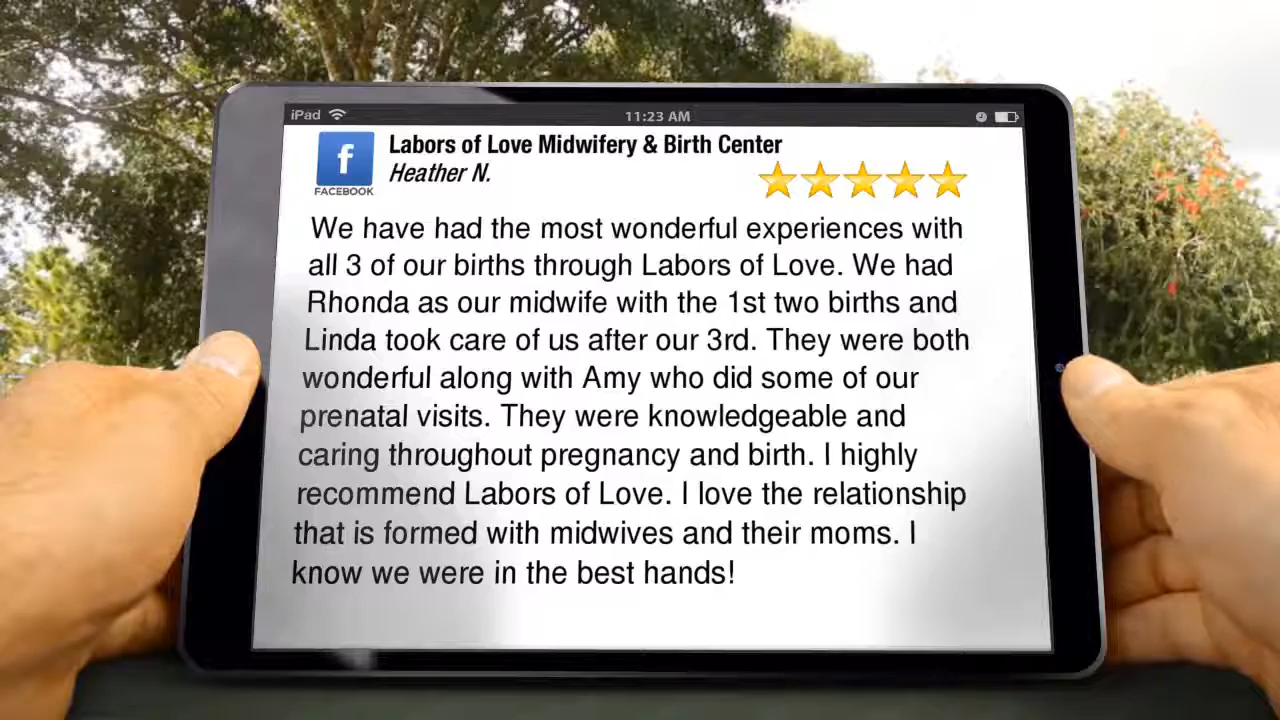 iPad 11:23 AM
f
FACEBOOK
Labors of Love Midwifery & Birth Center
Heather N.
We have had the most wonderful experiences with
all 3 of our births through Labors of Love. We had
Rhonda as our midwife with the 1st two births and
Linda took care of us after our 3rd. They were both
wonderful along with Amy who did some of our
prenatal visits. They were knowledgeable and
caring throughout pregnancy and birth. I highly
recommend Labors of Love. I love the relationship
that is formed with midwives and their moms. I
know we were in the best hands!